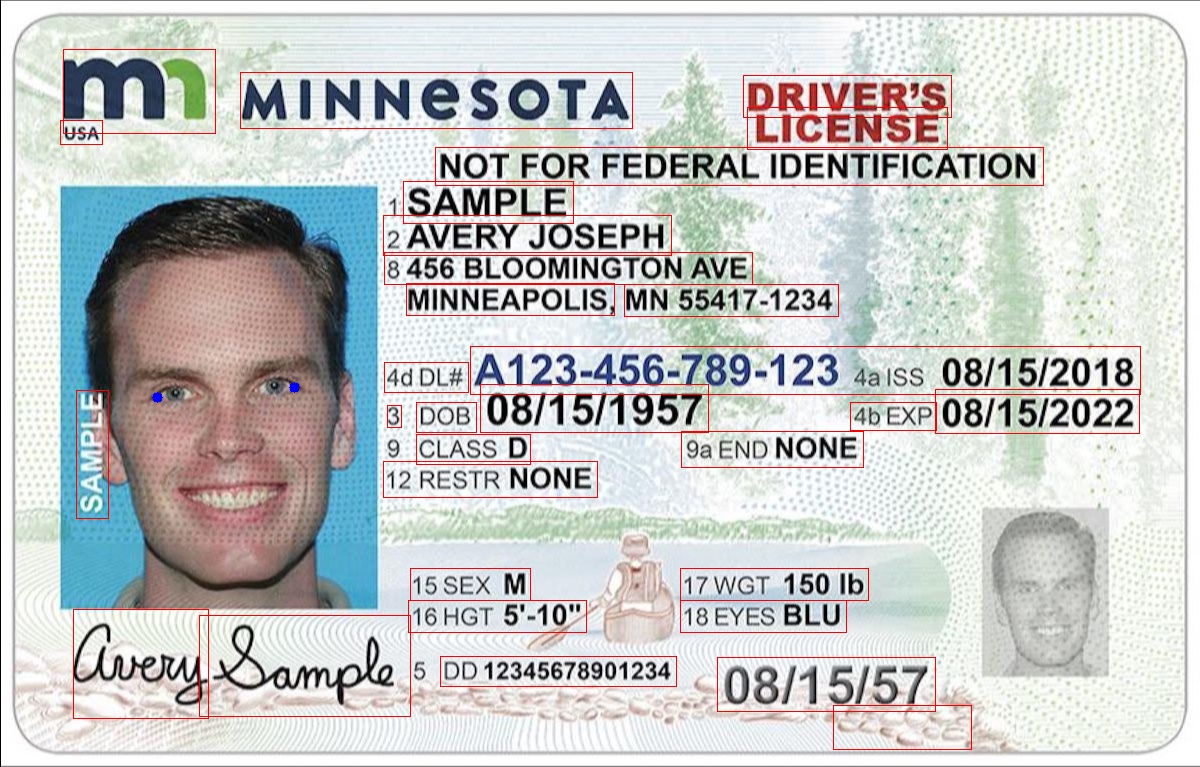 mn
USA
MINNESOTA
DRIVER'S
LICENSE
NOT FOR FEDERAL IDENTIFICATION
1 SAMPLE
2 AVERY JOSEPH
8 456 BLOOMINGTON AVE
MINNEAPOLIS, MN 55417-1234
4d DL# A123-456-789-123 4a ISS 08/15/2018
3 DOB 08/15/1957 4b EXP 08/15/2022
9 CLASS D 9a END NONE
12 RESTR NONE
SAMPLE
15 SEX M 17 WGT 150 lb
16 HGT 5'-10" 18 EYES BLU
Avery Sample
5 DD 12345678901234
08/15/57